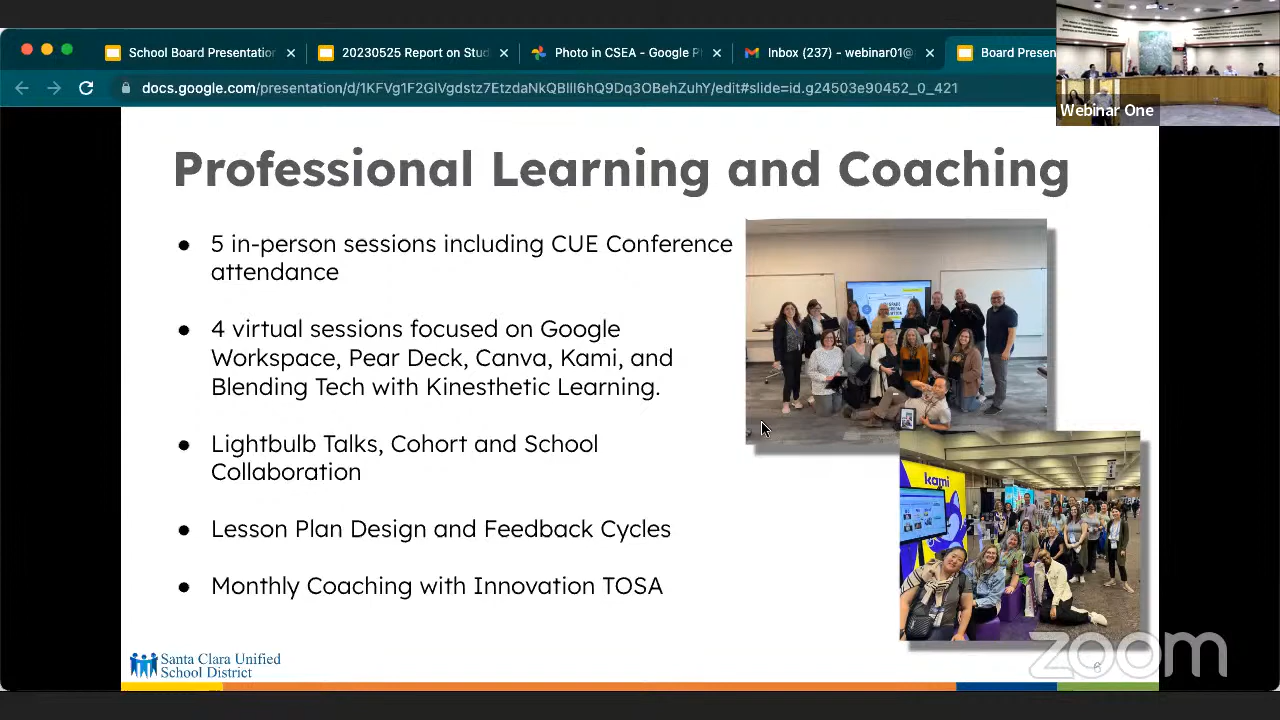 School Board Presentation
20230525 Report on Stud
Photo in CSEA - Google P
Inbox (237) - webinar01@
Board Presen
docs.google.com/presentation/d/1KFVg1F2GlVgdstz7EtzdaNkQBIll6hQ9Dq3OBehZuhY/edit#slide=id.g24503e90452_0_421
Webinar One
Professional Learning and Coaching
● 5 in-person sessions including CUE Conference
attendance
● 4 virtual sessions focused on Google
Workspace, Pear Deck, Canva, Kami, and
Blending Tech with Kinesthetic Learning.
● Lightbulb Talks, Cohort and School
Collaboration
● Lesson Plan Design and Feedback Cycles
● Monthly Coaching with Innovation TOSA
kami
Santa Clara Unified
School District
zoom